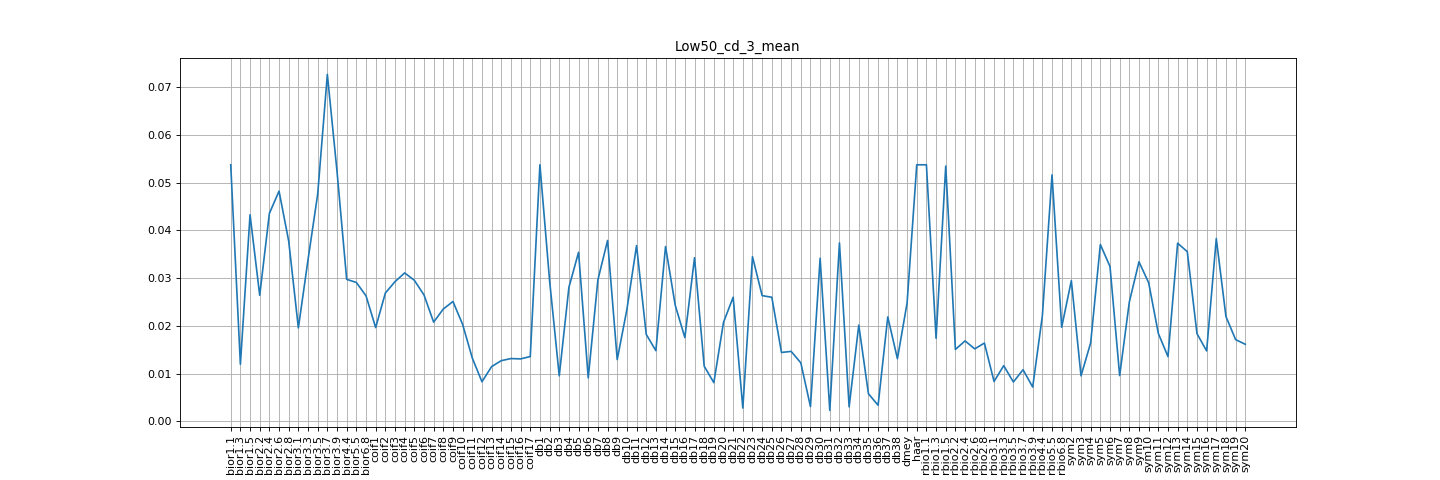 Low50_cd_3_mean
0.07
0.06
0.05
0.04
0.03
0.02
0.01
0.00
bior1.1
bior1.3
bior1.5
bior2.2
bior2.4
bior2.6
bior2.8
bior3.1
bior3.3
bior3.5
bior3.7
bior3.9
bior4.4
bior5.5
bior6.8
coif1
coif2
coif3
coif4
coif5
coif6
coif7
coif8
coif9
coif10
coif11
coif12
coif13
coif14
coif15
coif16
coif17
db1
db2
db3
db4
db5
db6
db7
db8
db9
db10
db11
db12
db13
db14
db15
db16
db17
db18
db19
db20
db21
db22
db23
db24
db25
db26
db27
db28
db29
db30
db31
db32
db33
db34
db35
db36
db37
db38
dmey
haar
rbio1.1
rbio1.3
rbio1.5
rbio2.2
rbio2.4
rbio2.6
rbio2.8
rbio3.1
rbio3.3
rbio3.5
rbio3.7
rbio3.9
rbio4.4
rbio5.5
rbio6.8
sym2
sym3
sym4
sym5
sym6
sym7
sym8
sym9
sym10
sym11
sym12
sym13
sym14
sym15
sym16
sym17
sym18
sym19
sym20